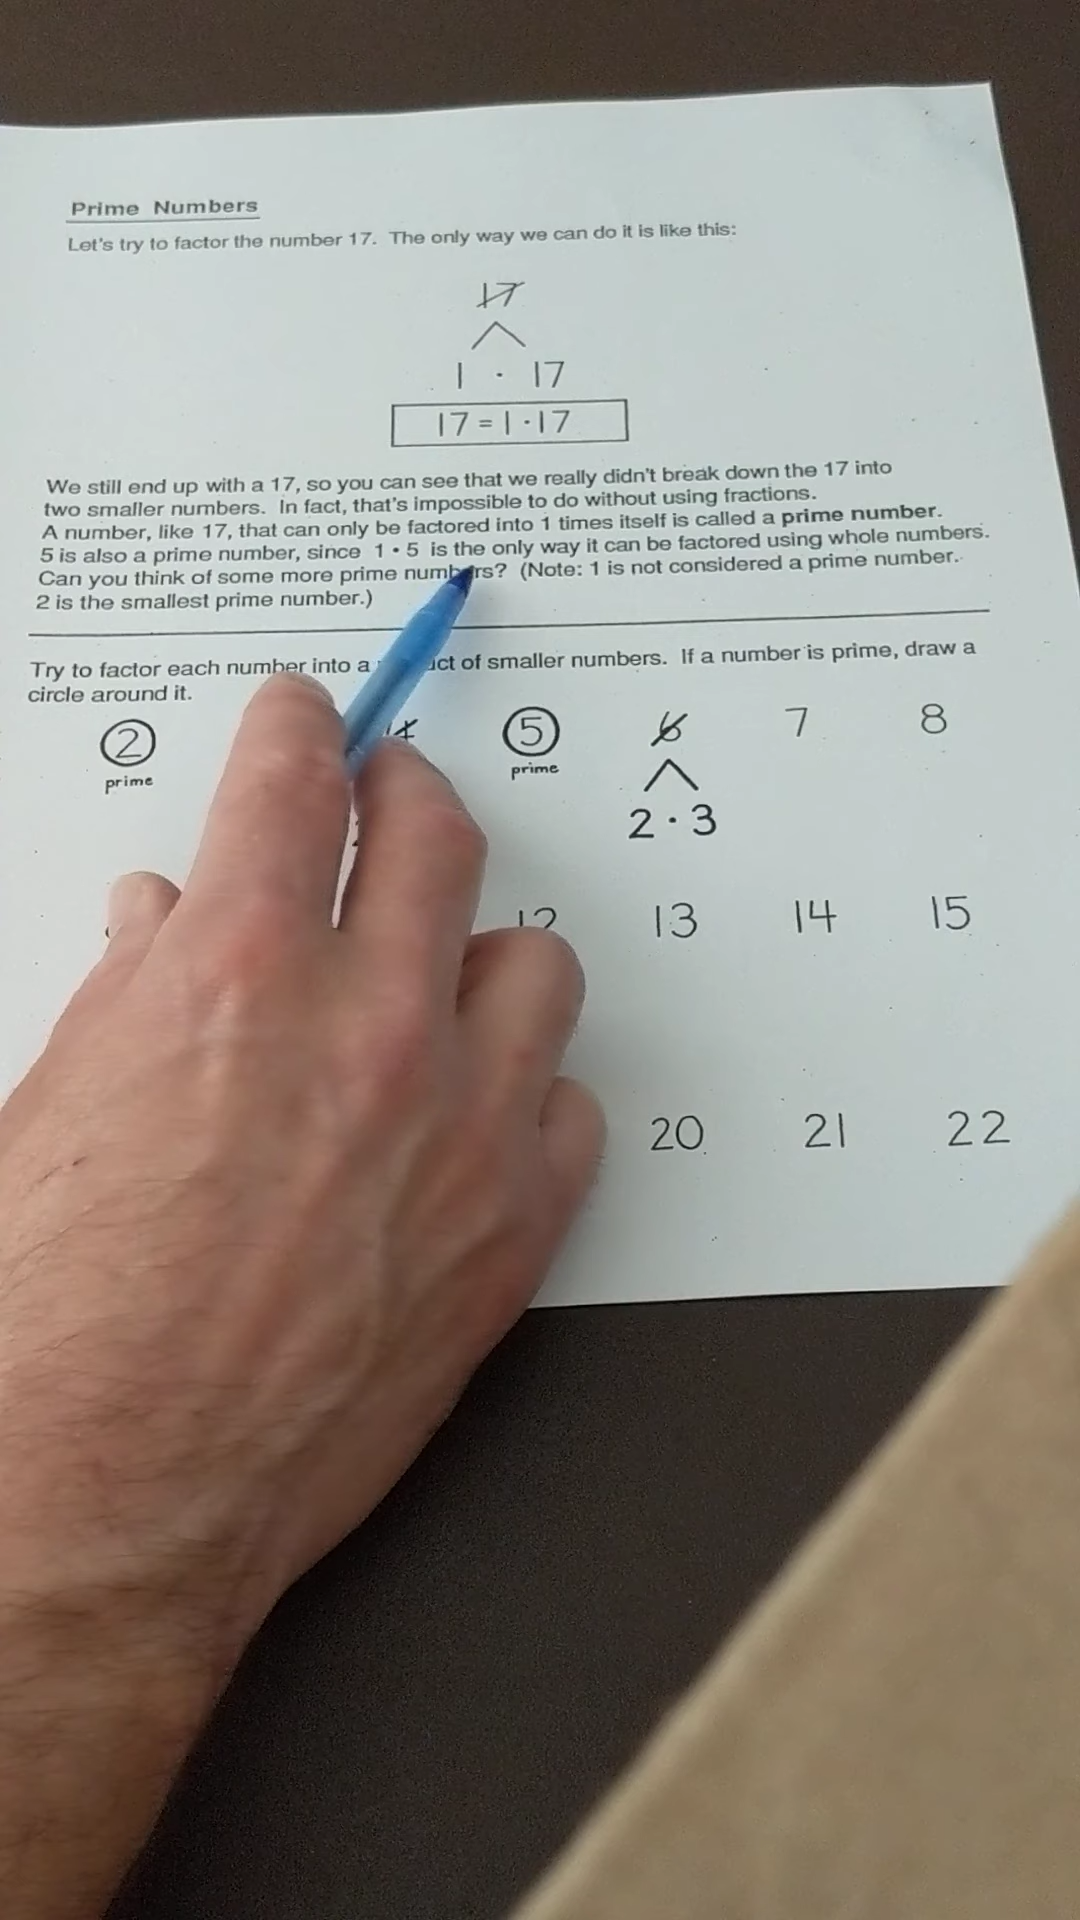 Prime Numbers
Let's try to factor the number 17. The only way we can do it is like this:
17
1 · 17
17 = 1 · 17
We still end up with a 17, so you can see that we really didn't break down the 17 into
two smaller numbers. In fact, that's impossible to do without using fractions.
A number, like 17, that can only be factored into 1 times itself is called a prime number.
5 is also a prime number, since 1 • 5 is the only way it can be factored using whole numbers.
Can you think of some more prime numbers? (Note: 1 is not considered a prime number.
2 is the smallest prime number.)
Try to factor each number into a of smaller numbers. If a number is prime, draw a
circle around it.
2 4 5 6 7 8
prime prime
2 · 3
12 13 14 15
20 21 22